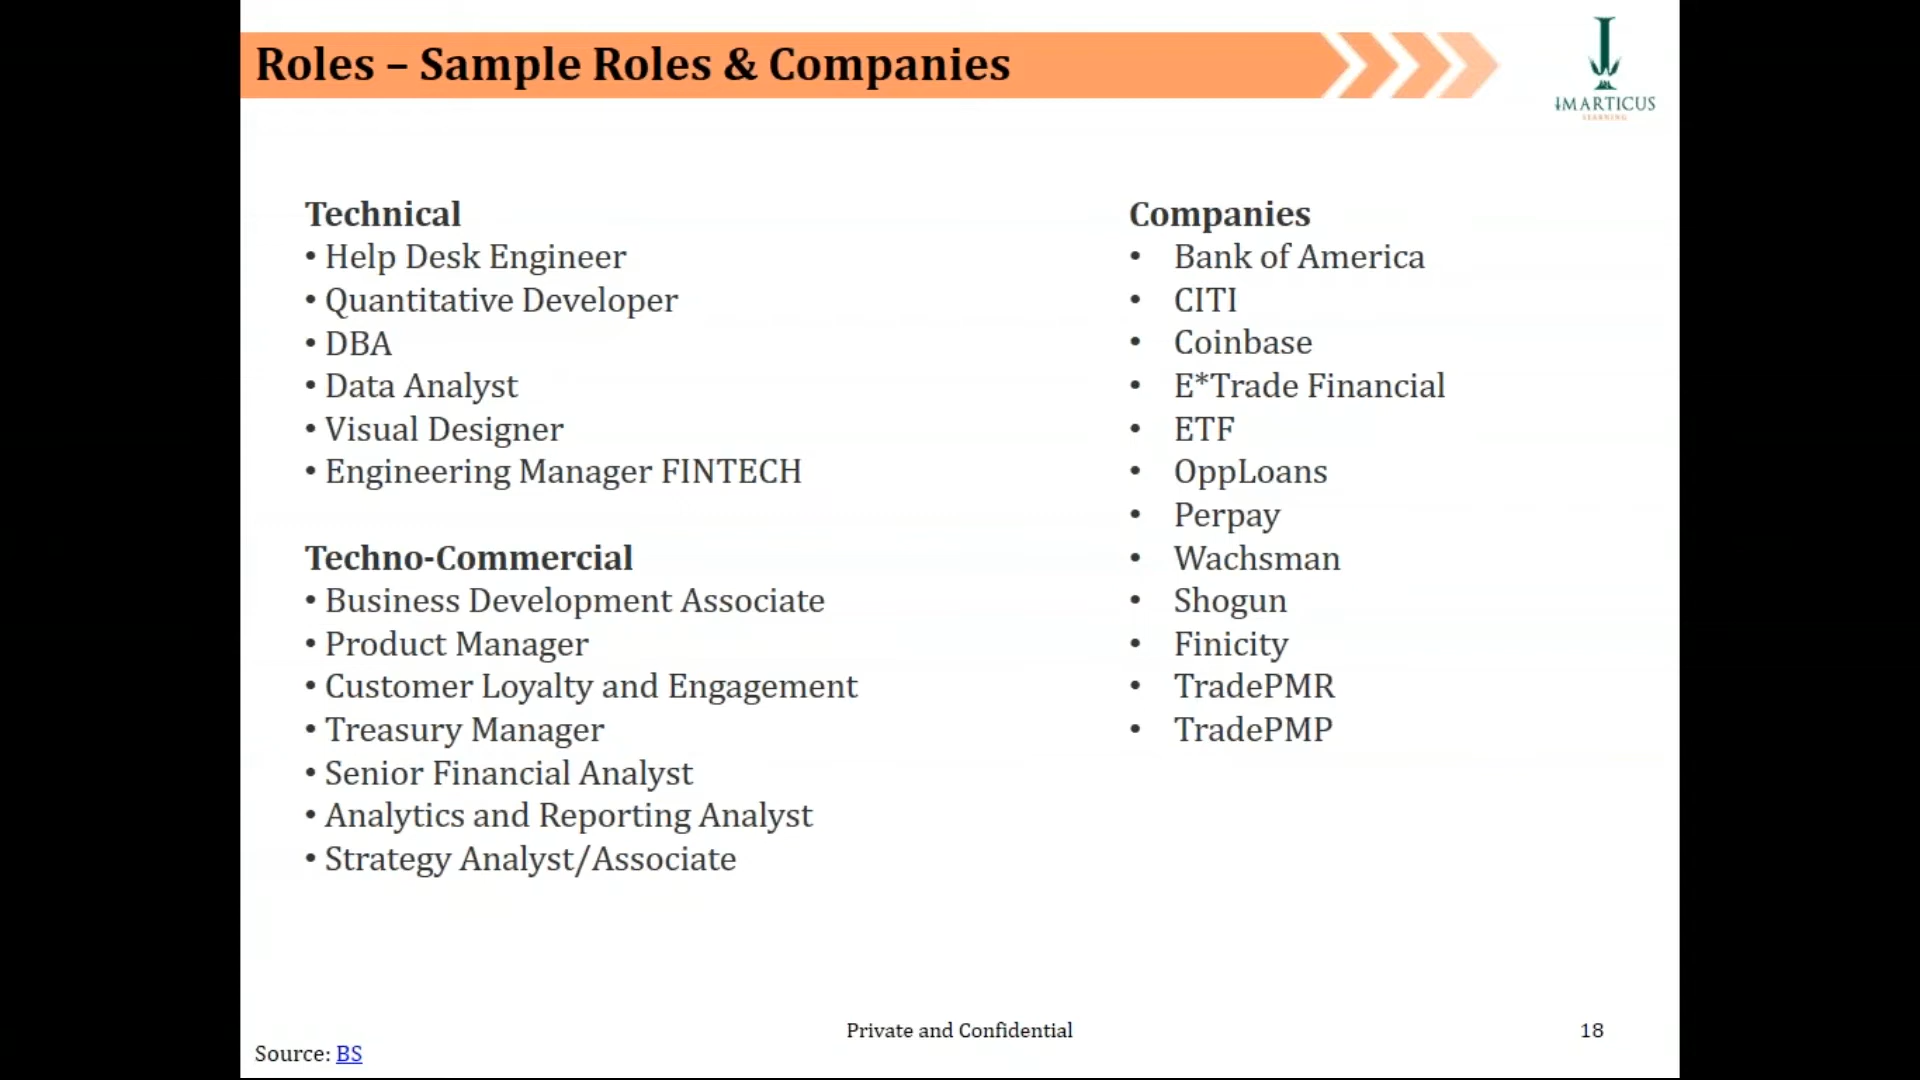 Roles – Sample Roles & Companies
IMARTICUS
LEARNING
Technical
• Help Desk Engineer
• Quantitative Developer
• DBA
• Data Analyst
• Visual Designer
• Engineering Manager FINTECH
Techno-Commercial
• Business Development Associate
• Product Manager
• Customer Loyalty and Engagement
• Treasury Manager
• Senior Financial Analyst
• Analytics and Reporting Analyst
• Strategy Analyst/Associate
Companies
• Bank of America
• CITI
• Coinbase
• E*Trade Financial
• ETF
• OppLoans
• Perpay
• Wachsman
• Shogun
• Finicity
• TradePMR
• TradePMP
Private and Confidential
18
Source: BS